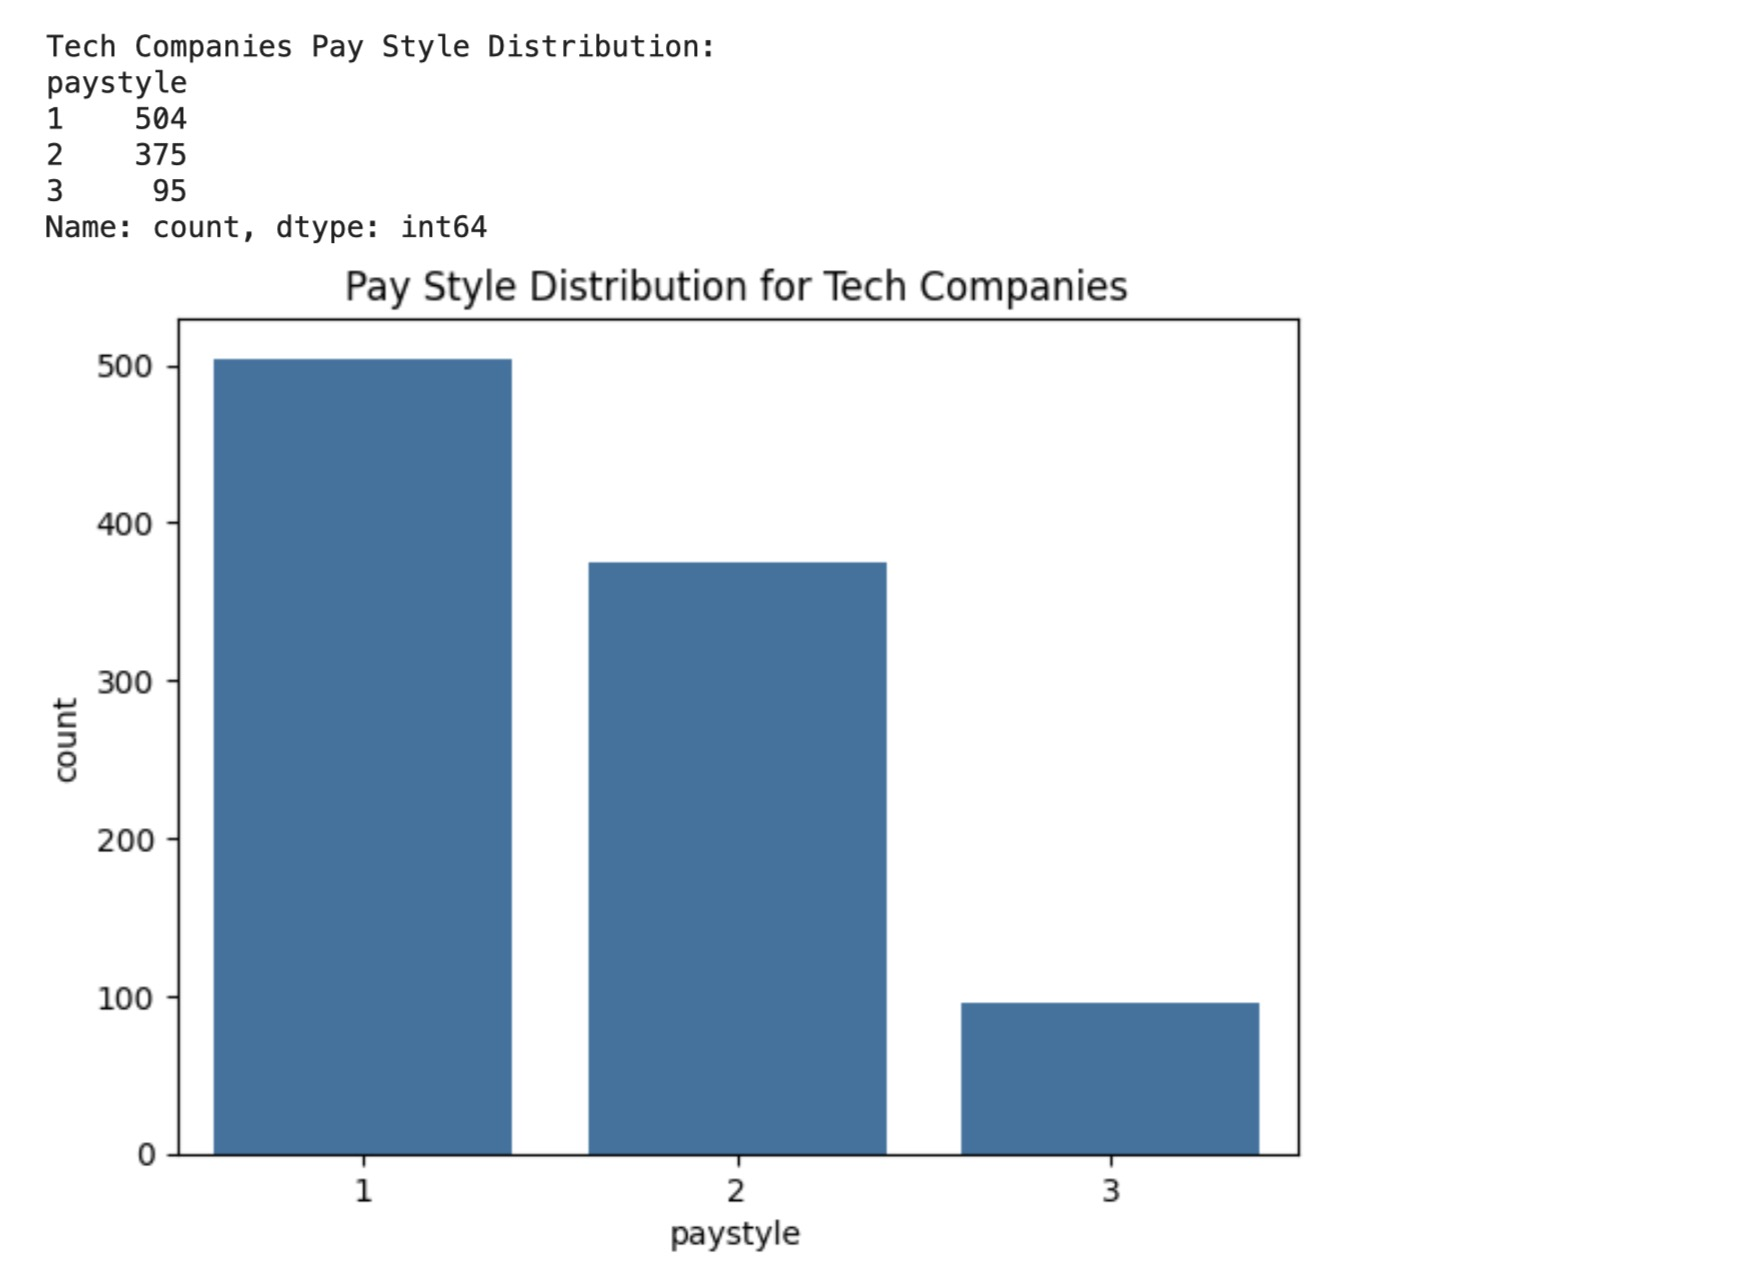 Tech Companies Pay Style Distribution:
paystyle
1    504
2    375
3     95
Name: count, dtype: int64
Pay Style Distribution for Tech Companies
500
400
300
200
100
0
count
1 2 3
paystyle